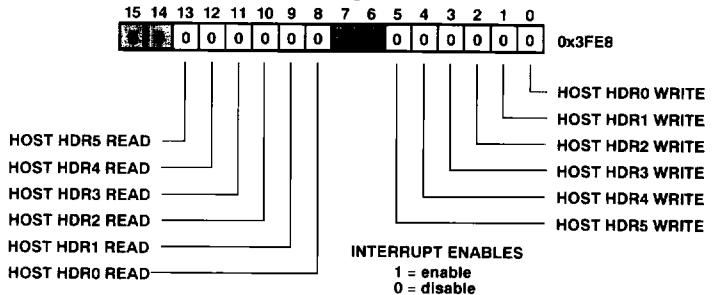 15 14 13 12 11 10 9 8 7 6 5 4 3 2 1 0
0 0 0 0 0 0 0 0 0 0 0 0 0x3FE8
HOST HDR0 WRITE
HOST HDR1 WRITE
HOST HDR2 WRITE
HOST HDR3 WRITE
HOST HDR4 WRITE
HOST HDR5 WRITE
HOST HDR5 READ
HOST HDR4 READ
HOST HDR3 READ
HOST HDR2 READ
HOST HDR1 READ
HOST HDR0 READ
INTERRUPT ENABLES
1 = enable
0 = disable